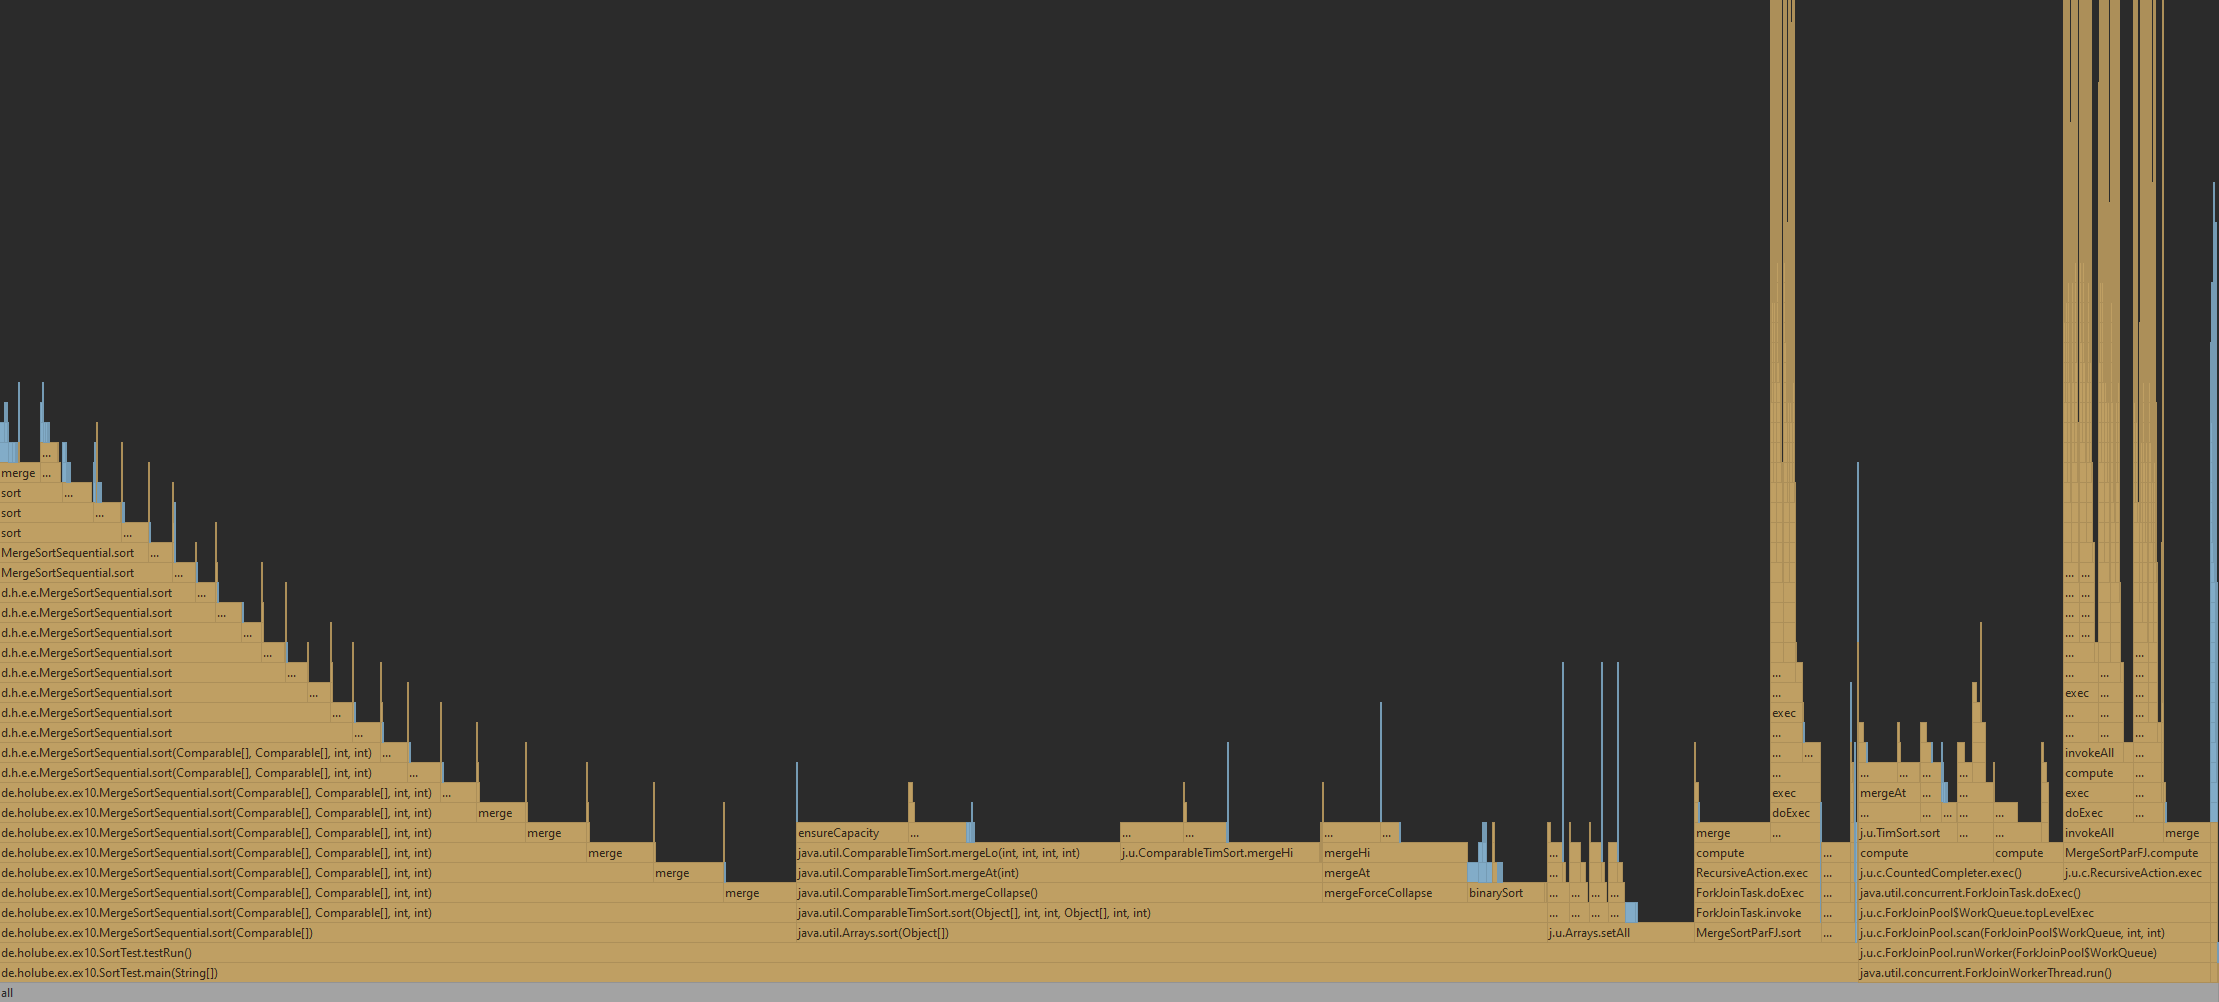 ...
merge ...
sort ...
sort ...
sort ...
MergeSortSequential.sort ...
MergeSortSequential.sort ... ... ...
d.h.e.e.MergeSortSequential.sort ... ... ...
d.h.e.e.MergeSortSequential.sort ... ... ...
d.h.e.e.MergeSortSequential.sort ... ... ...
d.h.e.e.MergeSortSequential.sort ... ... ...
d.h.e.e.MergeSortSequential.sort ... ... ... ... ...
d.h.e.e.MergeSortSequential.sort ... ... exec ... ...
d.h.e.e.MergeSortSequential.sort ... exec ... ... ...
d.h.e.e.MergeSortSequential.sort ... ... ... ... ...
d.h.e.e.MergeSortSequential.sort(Comparable[], Comparable[], int, int) ... ... ... invokeAll ...
d.h.e.e.MergeSortSequential.sort(Comparable[], Comparable[], int, int) ... ... ... ... ... ... compute ...
de.holube.ex.ex10.MergeSortSequential.sort(Comparable[], Comparable[], int, int) ... exec mergeAt ... ... exec ...
de.holube.ex.ex10.MergeSortSequential.sort(Comparable[], Comparable[], int, int) merge doExec ... ... ... ... ... doExec ...
de.holube.ex.ex10.MergeSortSequential.sort(Comparable[], Comparable[], int, int) merge ensureCapacity ... ... ... ... ... merge ... j.u.TimSort.sort ... ... invokeAll merge
de.holube.ex.ex10.MergeSortSequential.sort(Comparable[], Comparable[], int, int) merge java.util.ComparableTimSort.mergeLo(int, int, int, int) j.u.ComparableTimSort.mergeHi mergeHi ... compute ... compute compute MergeSortParFJ.compute
de.holube.ex.ex10.MergeSortSequential.sort(Comparable[], Comparable[], int, int) merge java.util.ComparableTimSort.mergeAt(int) mergeAt ... RecursiveAction.exec ... j.u.c.CountedCompleter.exec() j.u.c.RecursiveAction.exec
de.holube.ex.ex10.MergeSortSequential.sort(Comparable[], Comparable[], int, int) merge java.util.ComparableTimSort.mergeCollapse() mergeForceCollapse binarySort ... ... ... ... ForkJoinTask.doExec ... java.util.concurrent.ForkJoinTask.doExec()
de.holube.ex.ex10.MergeSortSequential.sort(Comparable[], Comparable[], int, int) java.util.ComparableTimSort.sort(Object[], int, int, Object[], int, int) ... ... ... ... ForkJoinTask.invoke ... j.u.c.ForkJoinPool$WorkQueue.topLevelExec
de.holube.ex.ex10.MergeSortSequential.sort(Comparable[]) java.util.Arrays.sort(Object[]) j.u.Arrays.setAll MergeSortParFJ.sort ... j.u.c.ForkJoinPool.scan(ForkJoinPool$WorkQueue, int, int)
de.holube.ex.ex10.SortTest.testRun() j.u.c.ForkJoinPool.runWorker(ForkJoinPool$WorkQueue)
de.holube.ex.ex10.SortTest.main(String[]) java.util.concurrent.ForkJoinWorkerThread.run()
all